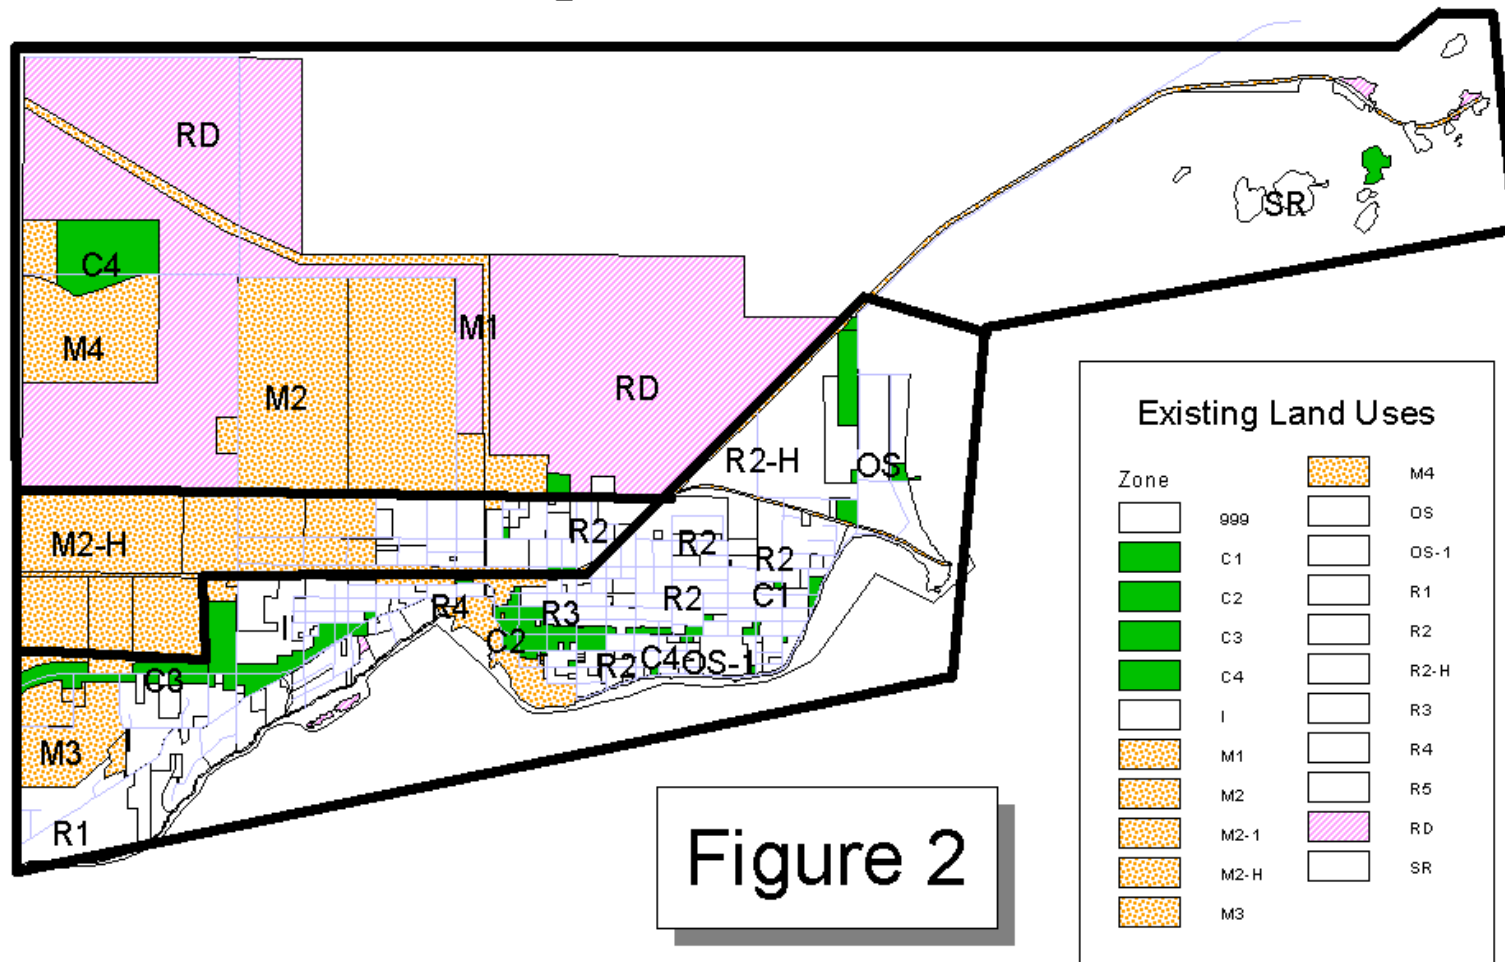 RD
SR
C4
M1
M4
RD
M2
R2-H
OS
M2-H
R2
R2
R2
R4
R3
R2
C1
C2
R2
C4
OS-1
C3
M3
R1
Figure 2
Existing Land Uses
Zone
999
C1
C2
C3
C4
I
M1
M2
M2-1
M2-H
M3
M4
OS
OS-1
R1
R2
R2-H
R3
R4
R5
RD
SR